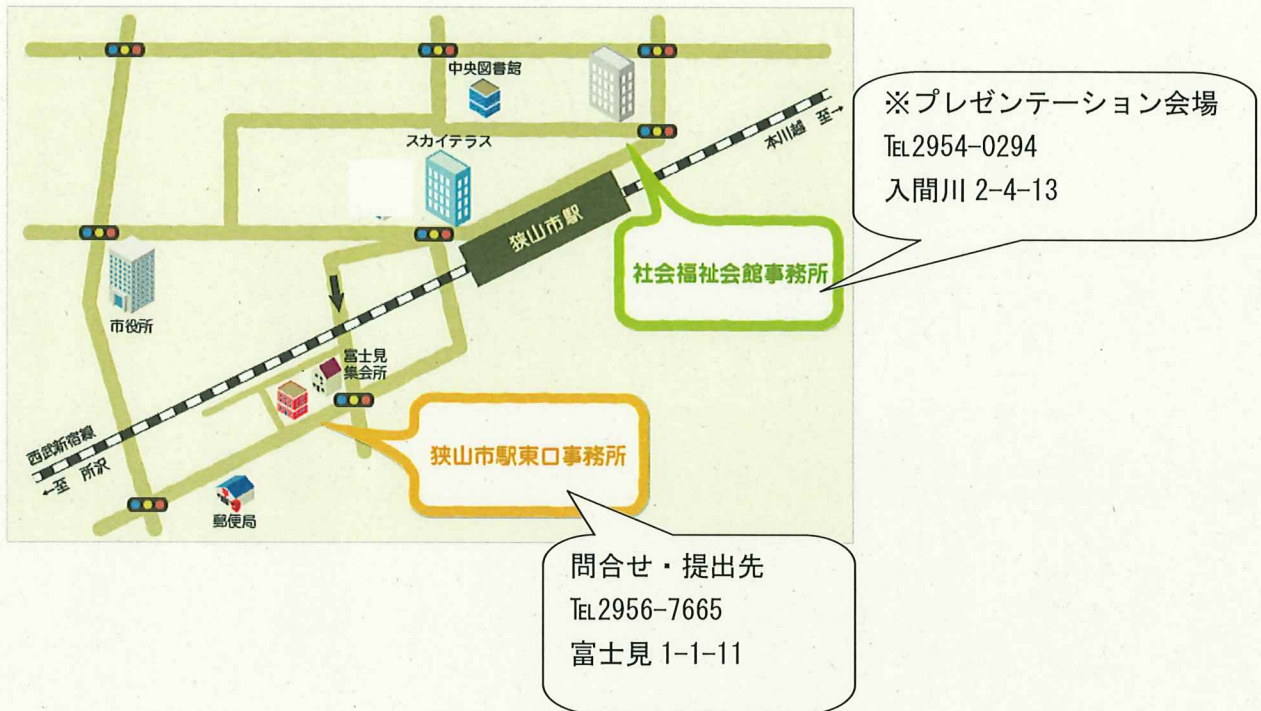 中央図書館
スカイテラス
本川越 至→
※プレゼンテーション会場
℡2954-0294
入間川 2-4-13
狭山市駅
社会福祉会館事務所
市役所
富士見
集会所
西武新宿線
←至 所沢
狭山市駅東口事務所
郵便局
問合せ・提出先
℡2956-7665
富士見 1-1-11